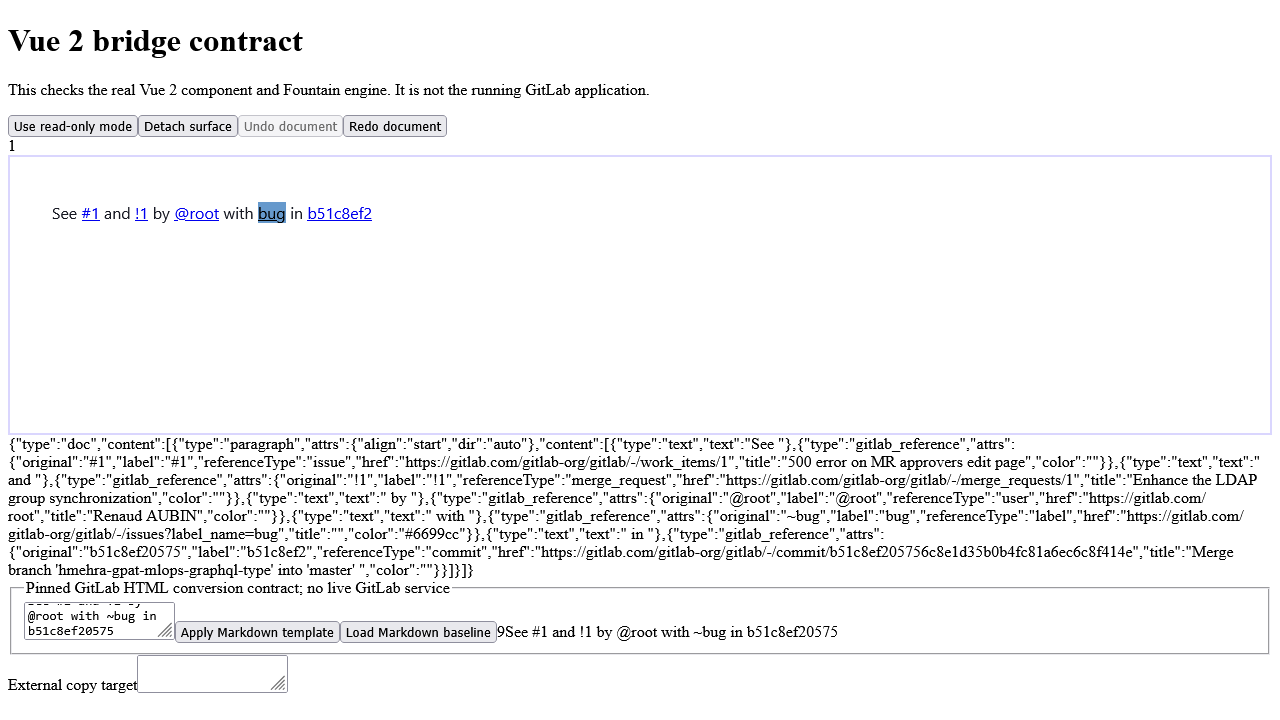 Vue 2 bridge contract
This checks the real Vue 2 component and Fountain engine. It is not the running GitLab application.
Use read-only mode Detach surface Undo document Redo document
1
See #1 and !1 by @root with bug in b51c8ef2
{"type":"doc","content":[{"type":"paragraph","attrs":{"align":"start","dir":"auto"},"content":[{"type":"text","text":"See "},{"type":"gitlab_reference","attrs":
{"original":"#1","label":"#1","referenceType":"issue","href":"https://gitlab.com/gitlab-org/gitlab/-/work_items/1","title":"500 error on MR approvers edit page","color":""}},{"type":"text","text":"
and "},{"type":"gitlab_reference","attrs":{"original":"!1","label":"!1","referenceType":"merge_request","href":"https://gitlab.com/gitlab-org/gitlab/-/merge_requests/1","title":"Enhance the LDAP
group synchronization","color":""}},{"type":"text","text":" by "},{"type":"gitlab_reference","attrs":{"original":"@root","label":"@root","referenceType":"user","href":"https://gitlab.com/
root","title":"Renaud AUBIN","color":""}},{"type":"text","text":" with "},{"type":"gitlab_reference","attrs":{"original":"~bug","label":"bug","referenceType":"label","href":"https://gitlab.com/
gitlab-org/gitlab/-/issues?label_name=bug","title":"","color":"#6699cc"}},{"type":"text","text":" in "},{"type":"gitlab_reference","attrs":
{"original":"b51c8ef20575","label":"b51c8ef2","referenceType":"commit","href":"https://gitlab.com/gitlab-org/gitlab/-/commit/b51c8ef205756c8e1d35b0b4fc81a6ec6c8f414e","title":"Merge
branch 'hmehra-gpat-mlops-graphql-type' into 'master' ","color":""}}]}]}
Pinned GitLab HTML conversion contract; no live GitLab service
See #1 and !1 by
@root with ~bug in
b51c8ef20575
Apply Markdown template Load Markdown baseline 9See #1 and !1 by @root with ~bug in b51c8ef20575
External copy target